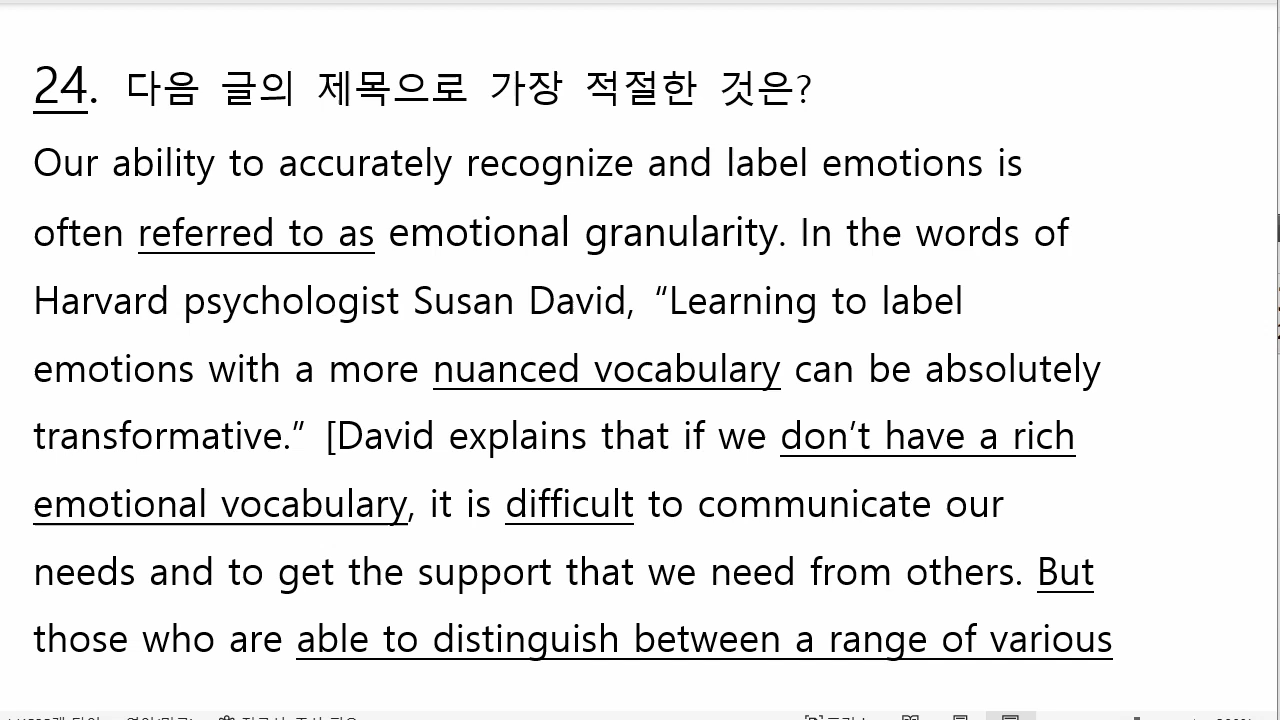 24. 다음 글의 제목으로 가장 적절한 것은?
Our ability to accurately recognize and label emotions is
often referred to as emotional granularity. In the words of
Harvard psychologist Susan David, “Learning to label
emotions with a more nuanced vocabulary can be absolutely
transformative.” [David explains that if we don’t have a rich
emotional vocabulary, it is difficult to communicate our
needs and to get the support that we need from others. But
those who are able to distinguish between a range of various